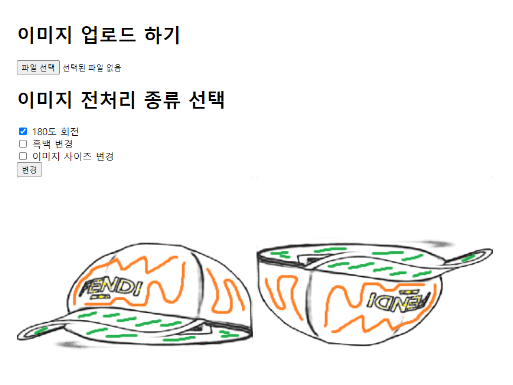 이미지 업로드 하기
파일 선택 선택된 파일 없음
이미지 전처리 종류 선택
180도 회전
흑백 변경
이미지 사이즈 변경
변경
FENDI
FENDI